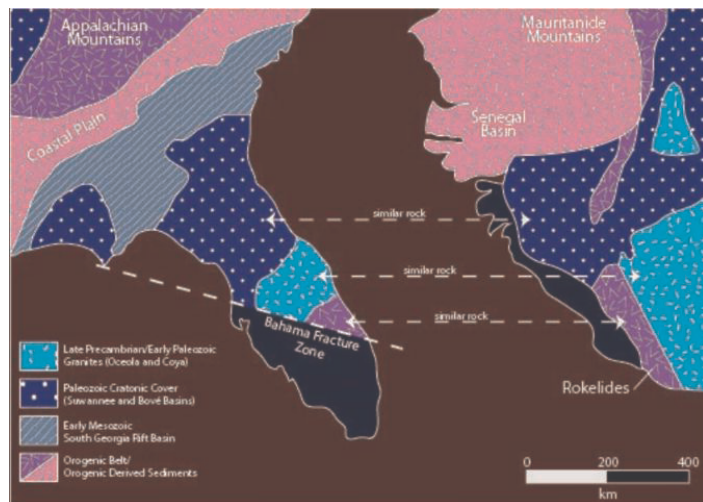 Appalachian
Mountains
Mauritanide
Mountains
Coastal Plain
Senegal
Basin
similar rock
similar rock
similar rock
Bahama Fracture
Zone
Rokelides
Late Precambrian/Early Paleozoic
Granites (Oceola and Coya)
Paleozoic Cratonic Cover
(Suwannee and Bové Basins)
Early Mesozoic
South Georgia Rift Basin
Orogenic Belt/
Orogenic Derived Sediments
0 200 400
km